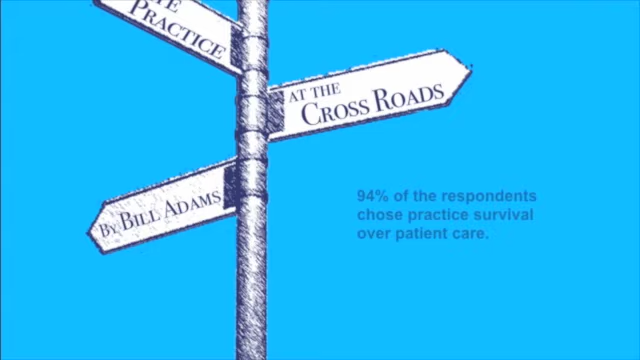 PRACTICE
AT THE
CROSS ROADS
BY BILL ADAMS
94% of the respondents
chose practice survival
over patient care.